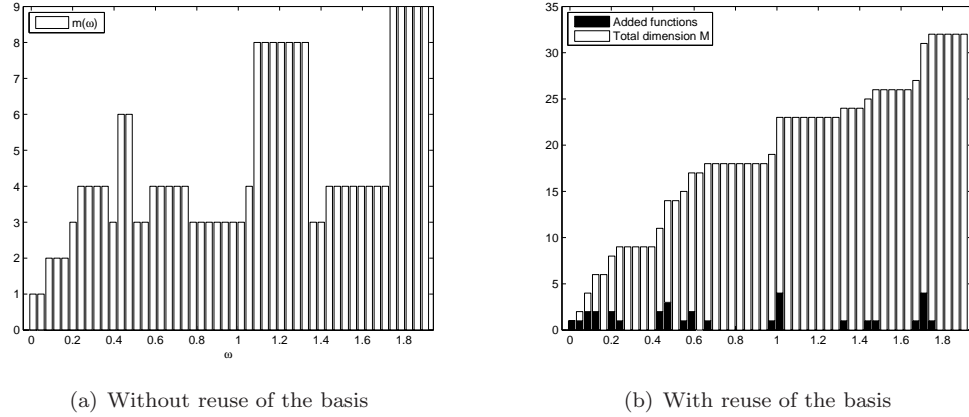 9
8
7
6
5
4
3
2
1
0
m(ω)
0 0.2 0.4 0.6 0.8 1 1.2 1.4 1.6 1.8
ω
(a) Without reuse of the basis
35
30
25
20
15
10
5
0
Added functions
Total dimension M
0 0.2 0.4 0.6 0.8 1 1.2 1.4 1.6 1.8
(b) With reuse of the basis